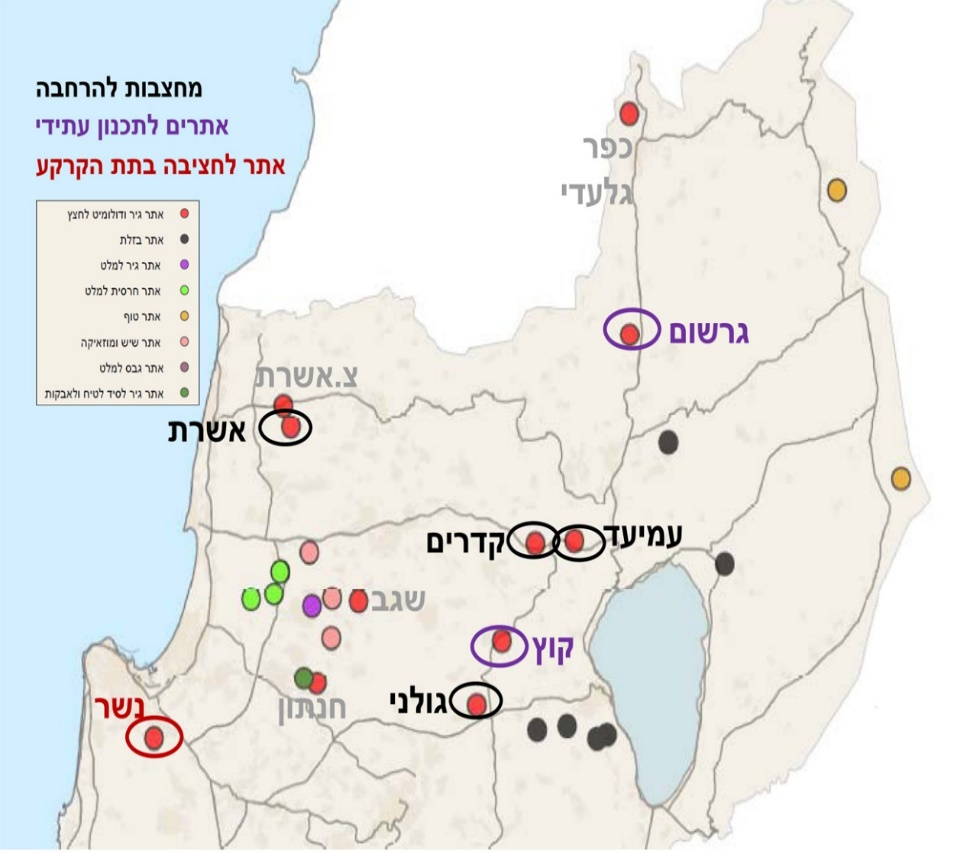 מחצבות להרחבה
אתרים לתכנון עתידי
אתר לחציבה בתת הקרקע
אתר גיר ודולומיט לחצץ
אתר בזלת
אתר גיר למלט
אתר חרסית למלט
אתר טוף
אתר שיש ומוזאיקה
אתר גבס למלט
אתר גיר לסיד לטיח ולאבקות
כפר
גלעדי
גרשום
צ.אשרת
אשרת
עמיעד
קדרים
שגב
קוץ
גולני
חנתון
נשר